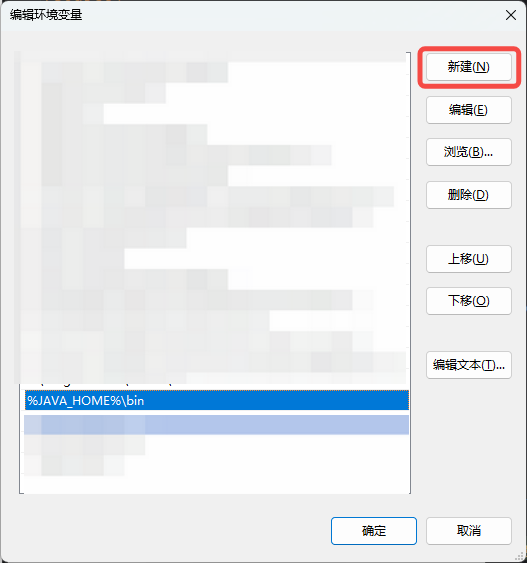 编辑环境变量
新建(N)
编辑(E)
浏览(B)...
删除(D)
上移(U)
下移(O)
编辑文本(T)...
%JAVA_HOME%\bin
确定
取消